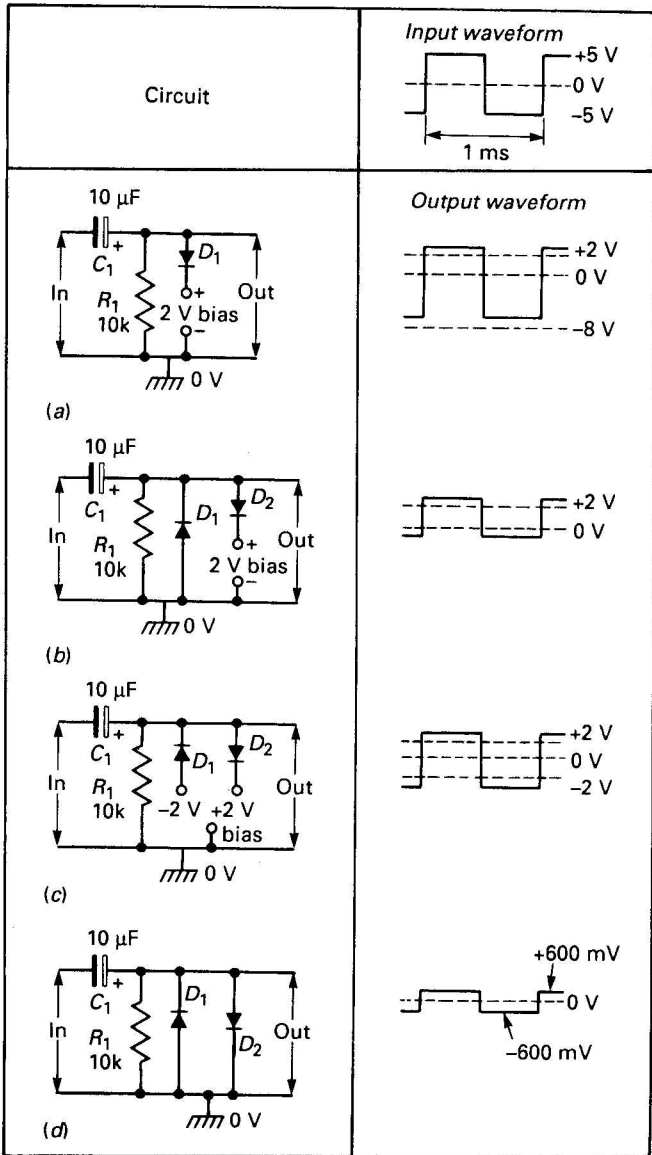 Circuit
Input waveform
+5 V
0 V
–5 V
1 ms
10 µF
+
C₁
In
R₁
10k
D₁
+
2 V bias
–
Out
0 V
(a)
Output waveform
+2 V
0 V
–8 V
10 µF
+
C₁
In
R₁
10k
D₁
D₂
+
2 V bias
–
Out
0 V
(b)
+2 V
0 V
10 µF
+
C₁
In
R₁
10k
D₁
D₂
–2 V
+2 V
bias
Out
0 V
(c)
+2 V
0 V
–2 V
10 µF
+
C₁
In
R₁
10k
D₁
D₂
Out
0 V
(d)
+600 mV
0 V
–600 mV